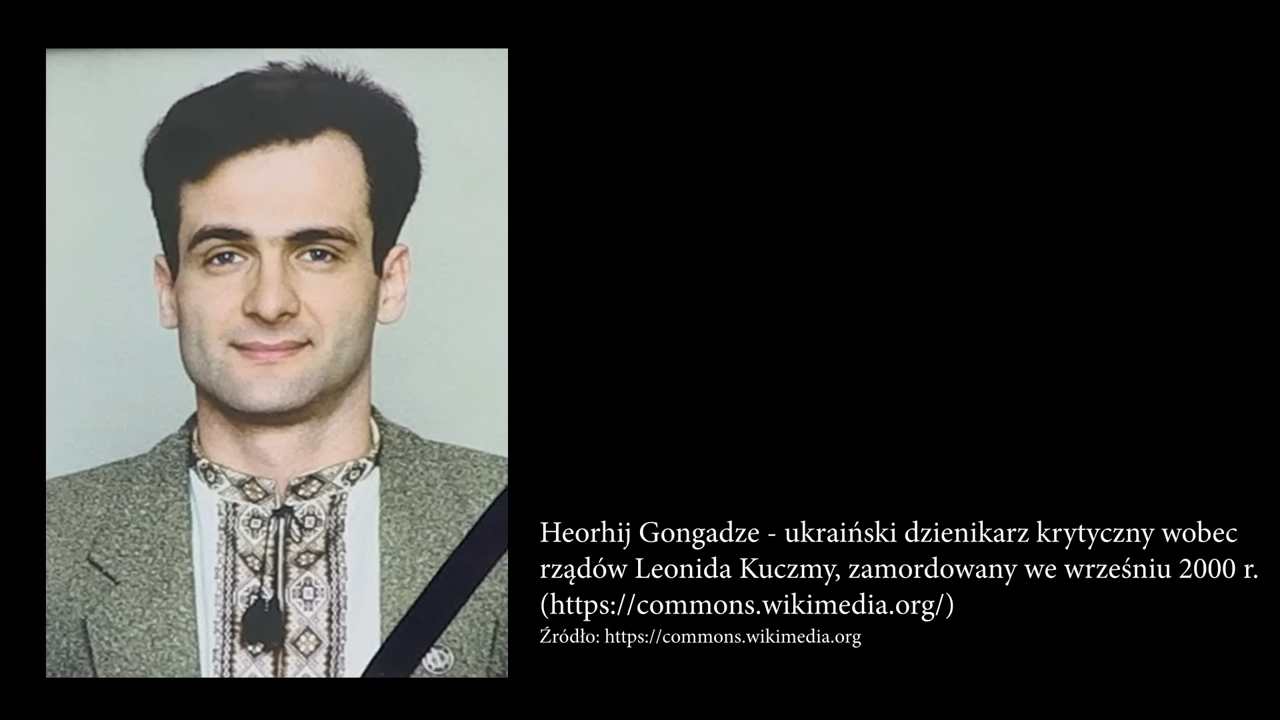 Heorhij Gongadze - ukraiński dzienikarz krytyczny wobec
rządów Leonida Kuczmy, zamordowany we wrześniu 2000 r.
(https://commons.wikimedia.org/)
Źródło: https://commons.wikimedia.org